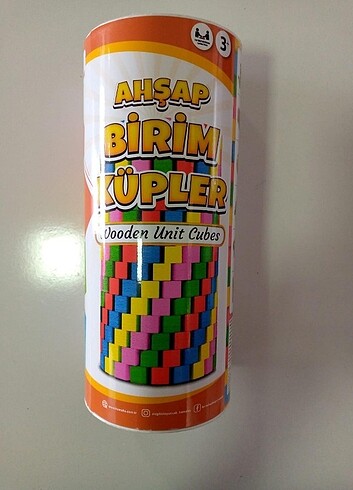 3+
AHŞAP
BİRİM
KÜPLER
Wooden Unit Cubes